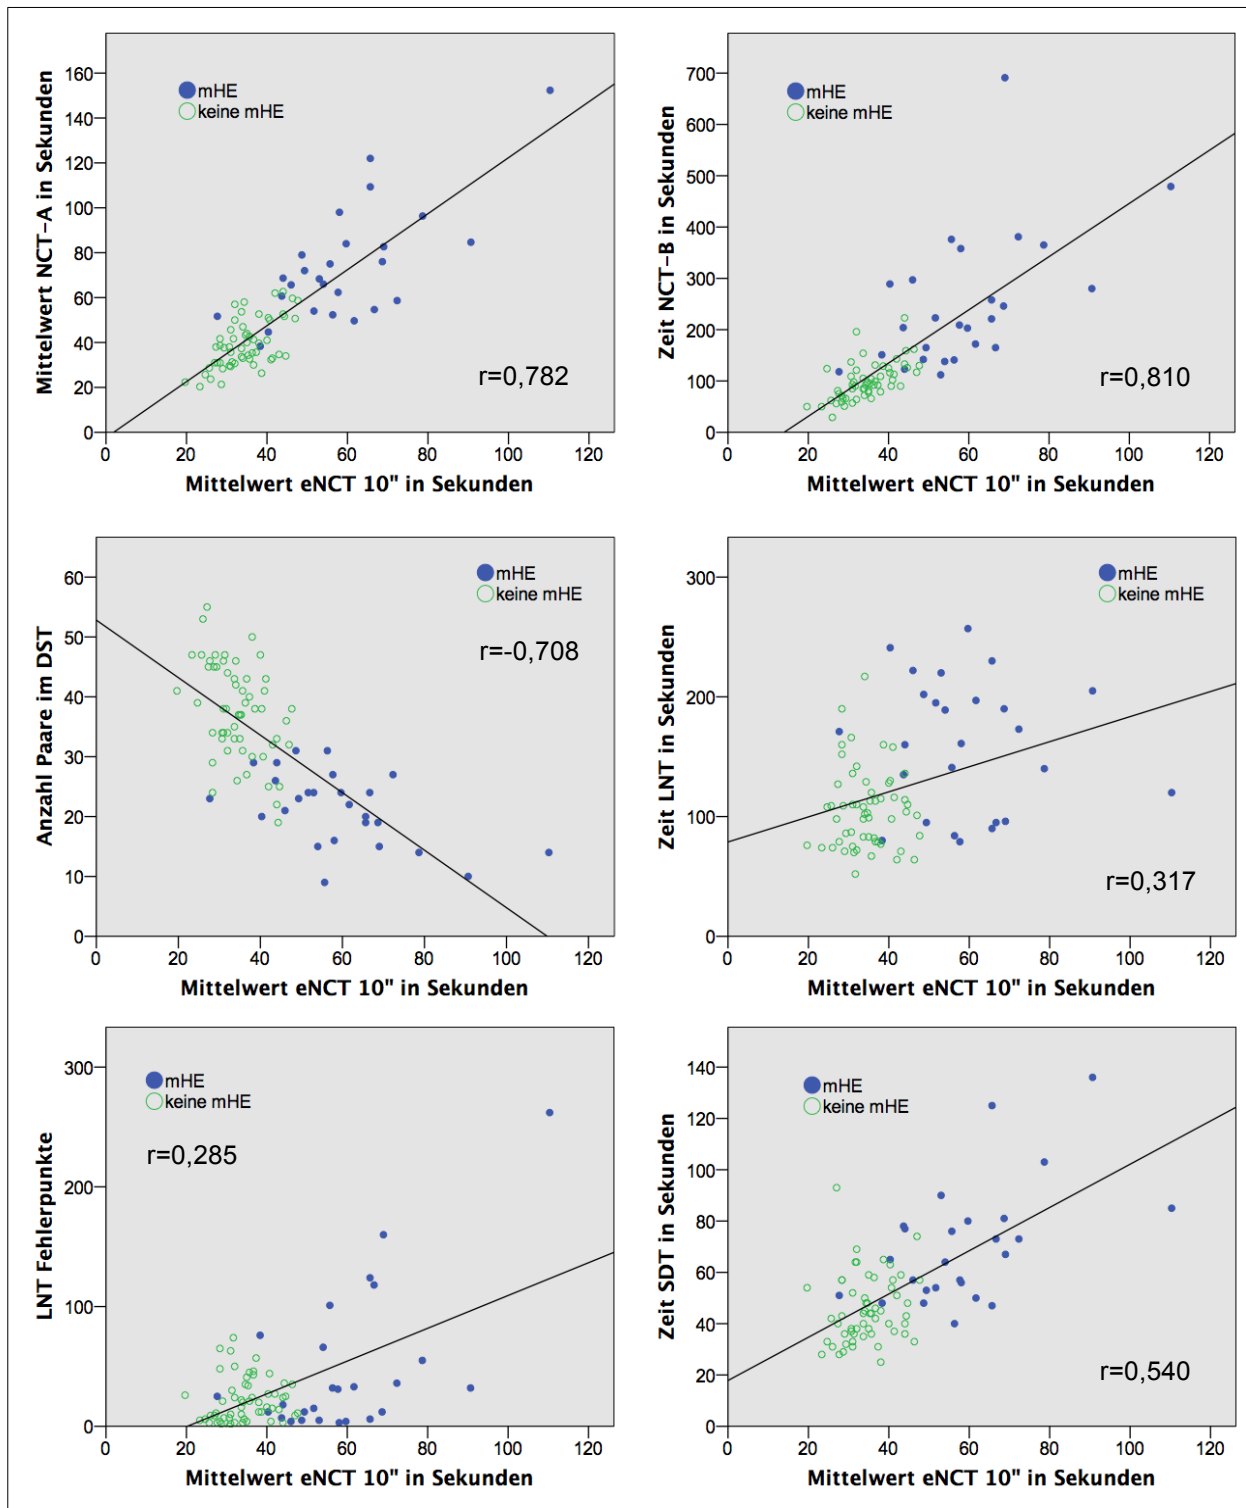 160
140
120
100
80
60
40
20
0
Mittelwert NCT-A in Sekunden
mHE
keine mHE
r=0,782
0 20 40 60 80 100 120
Mittelwert eNCT 10" in Sekunden
700
600
500
400
300
200
100
0
Zeit NCT-B in Sekunden
mHE
keine mHE
r=0,810
0 20 40 60 80 100 120
Mittelwert eNCT 10" in Sekunden
60
50
40
30
20
10
0
Anzahl Paare im DST
mHE
keine mHE
r=-0,708
0 20 40 60 80 100 120
Mittelwert eNCT 10" in Sekunden
300
200
100
0
Zeit LNT in Sekunden
mHE
keine mHE
r=0,317
0 20 40 60 80 100 120
Mittelwert eNCT 10" in Sekunden
300
200
100
0
LNT Fehlerpunkte
mHE
keine mHE
r=0,285
0 20 40 60 80 100 120
Mittelwert eNCT 10" in Sekunden
140
120
100
80
60
40
20
0
Zeit SDT in Sekunden
mHE
keine mHE
r=0,540
0 20 40 60 80 100 120
Mittelwert eNCT 10" in Sekunden